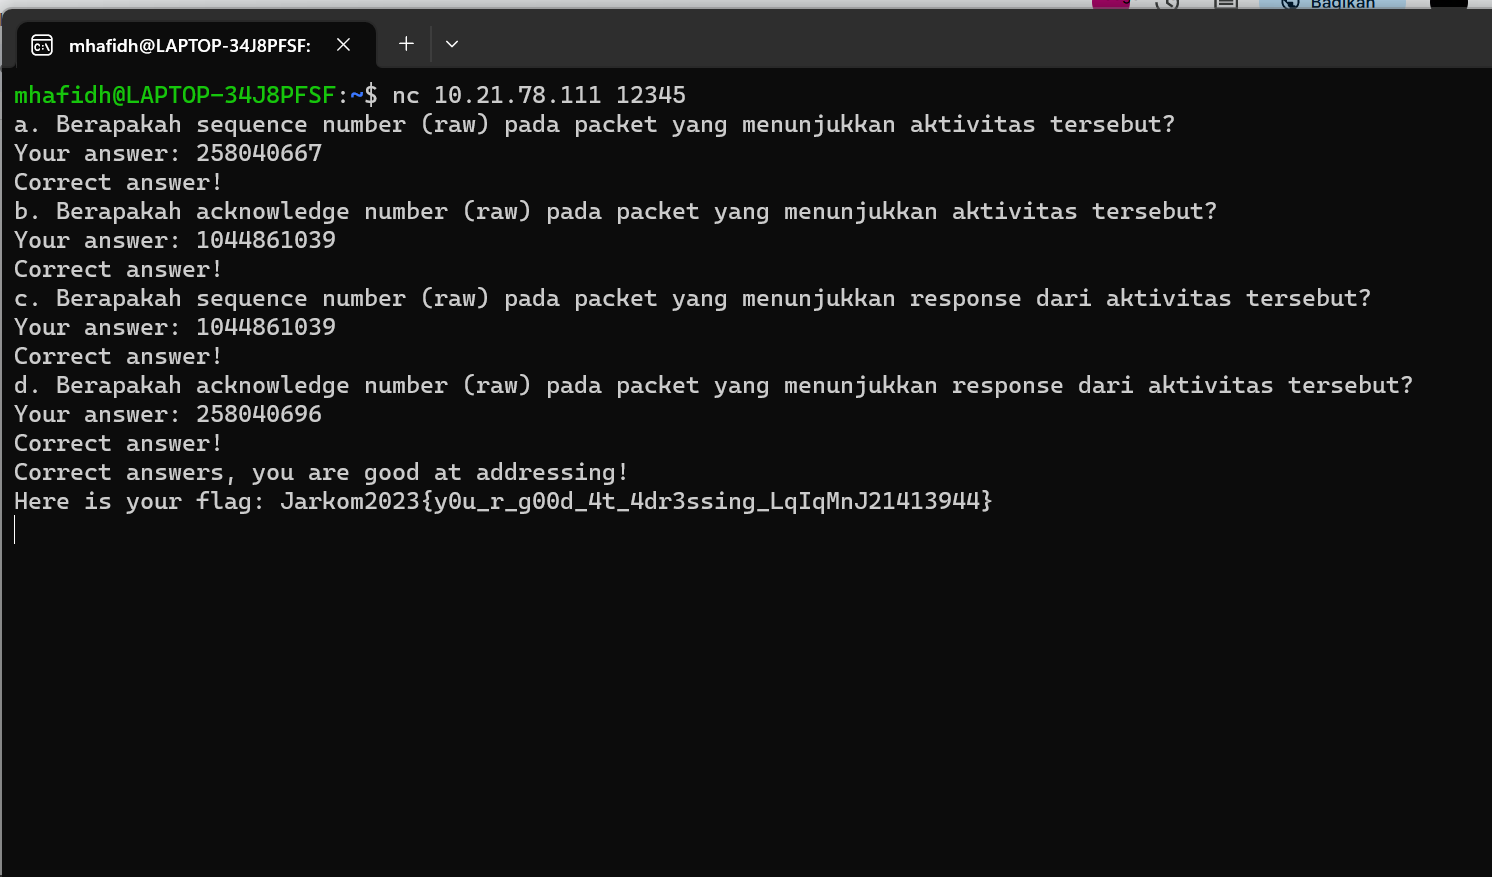 Bagikan
mhafidh@LAPTOP-34J8PFSF:
mhafidh@LAPTOP-34J8PFSF:~$ nc 10.21.78.111 12345
a. Berapakah sequence number (raw) pada packet yang menunjukkan aktivitas tersebut?
Your answer: 258040667
Correct answer!
b. Berapakah acknowledge number (raw) pada packet yang menunjukkan aktivitas tersebut?
Your answer: 1044861039
Correct answer!
c. Berapakah sequence number (raw) pada packet yang menunjukkan response dari aktivitas tersebut?
Your answer: 1044861039
Correct answer!
d. Berapakah acknowledge number (raw) pada packet yang menunjukkan response dari aktivitas tersebut?
Your answer: 258040696
Correct answer!
Correct answers, you are good at addressing!
Here is your flag: Jarkom2023{y0u_r_g00d_4t_4dr3ssing_LqIqMnJ21413944}